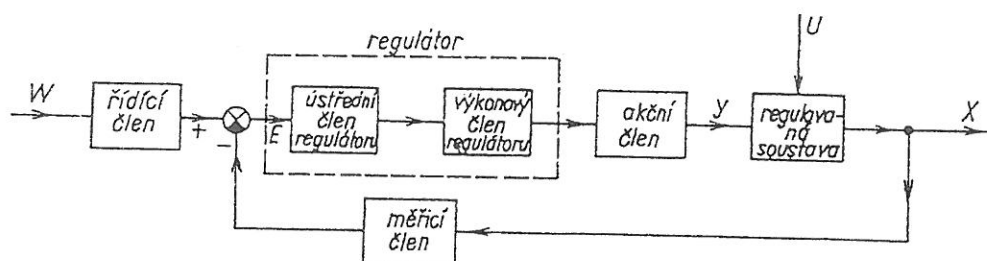 regulátor
U
W
řídící
člen
+
-
E
ústřední
člen
regulátoru
výkonový
člen
regulátoru
akční
člen
y
regulova-
ná
soustava
X
měřicí
člen